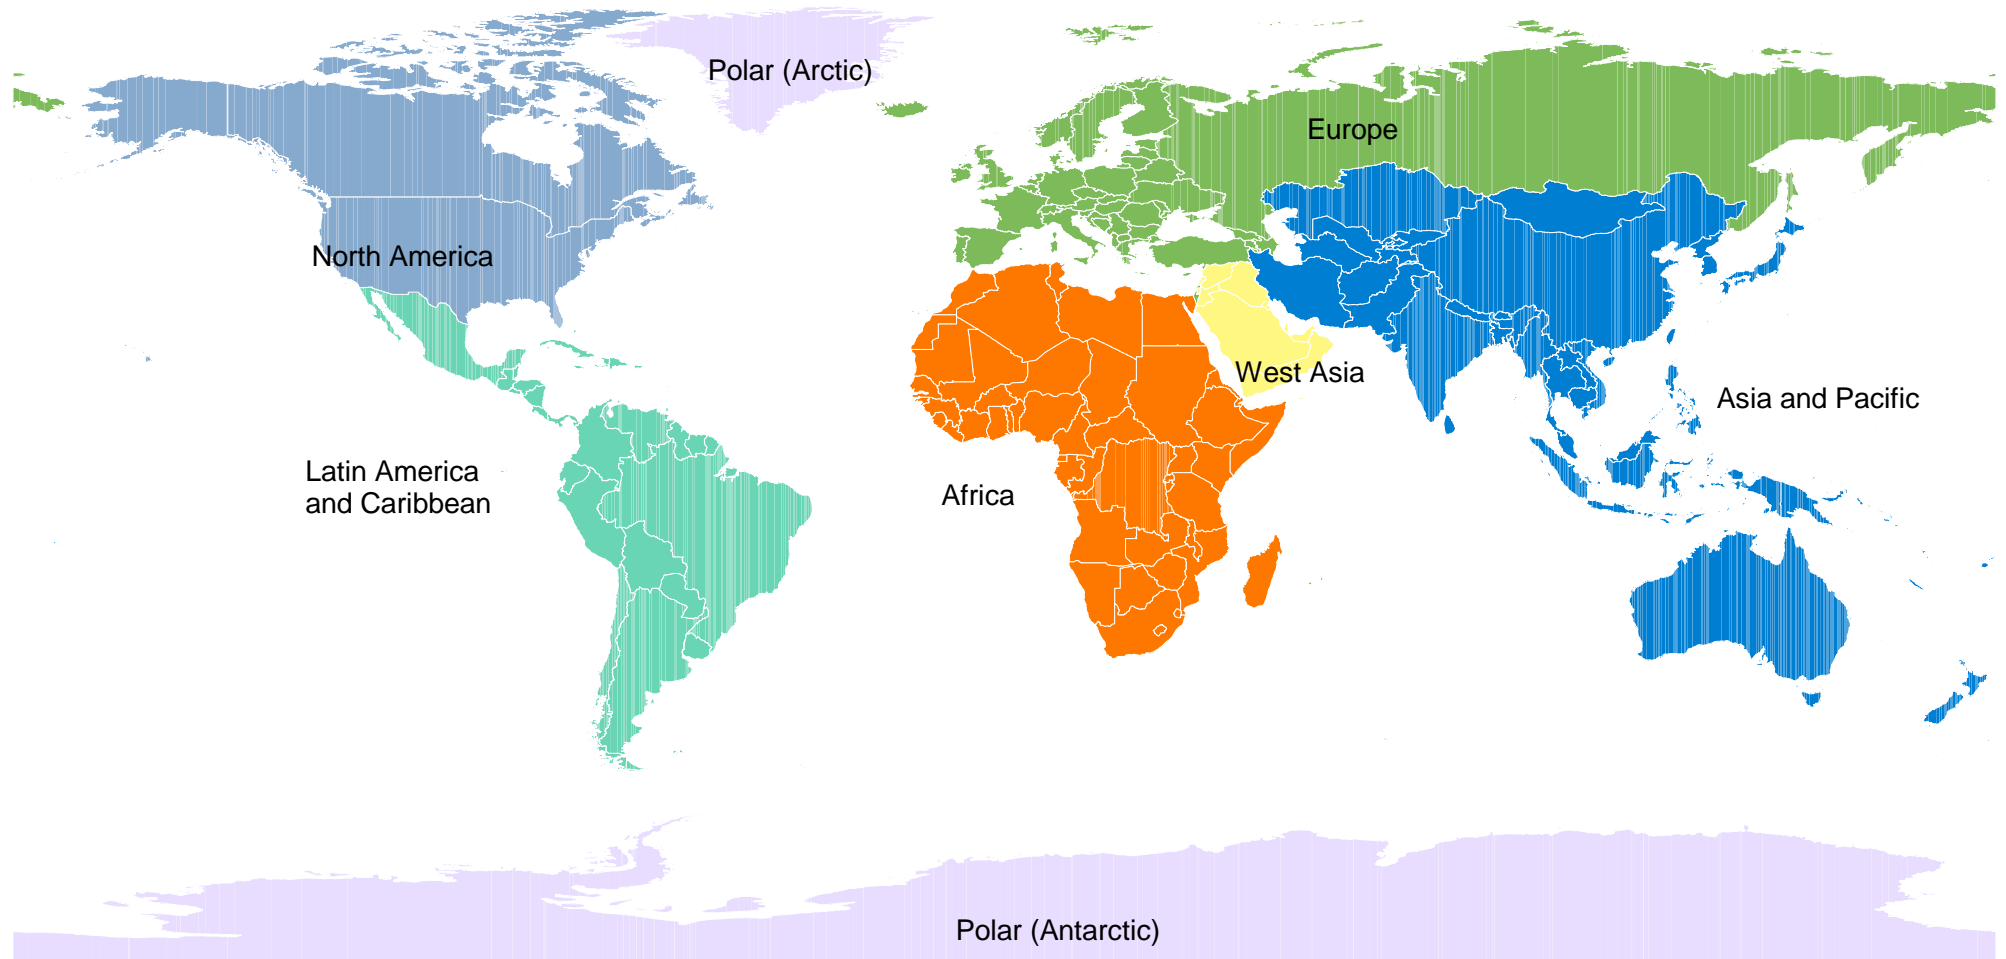 Polar (Arctic)
Europe
North America
West Asia
Asia and Pacific
Latin America
and Caribbean
Africa
Polar (Antarctic)